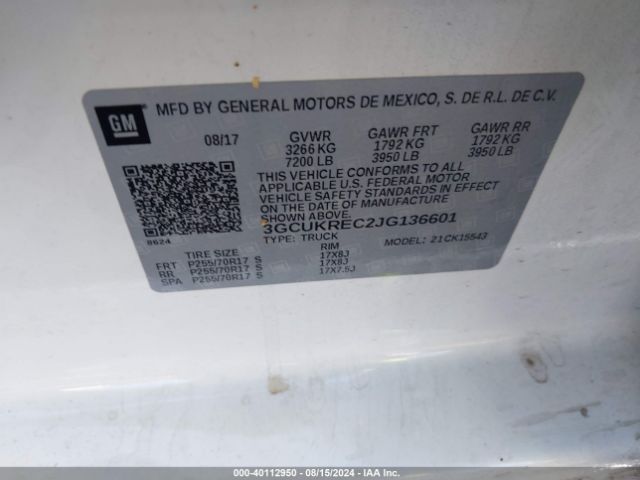 GM
MFD BY GENERAL MOTORS DE MEXICO, S. DE R.L. DE C.V.
08/17 GVWR GAWR FRT GAWR RR
3266 KG 1792 KG 1792 KG
7200 LB 3950 LB 3950 LB
THIS VEHICLE CONFORMS TO ALL
APPLICABLE U.S. FEDERAL MOTOR
VEHICLE SAFETY STANDARDS IN EFFECT
ON THE DATE OF MANUFACTURE
SHOWN ABOVE.
3GCUKREC2JG136601
8624
TYPE: TRUCK MODEL: 21CK15543
TIRE SIZE RIM
FRT P255/70R17 S 17X8J
RR P255/70R17 S 17X8J
SPA P255/70R17 S 17X7.5J
000-40112950 - 08/15/2024 - IAA Inc.